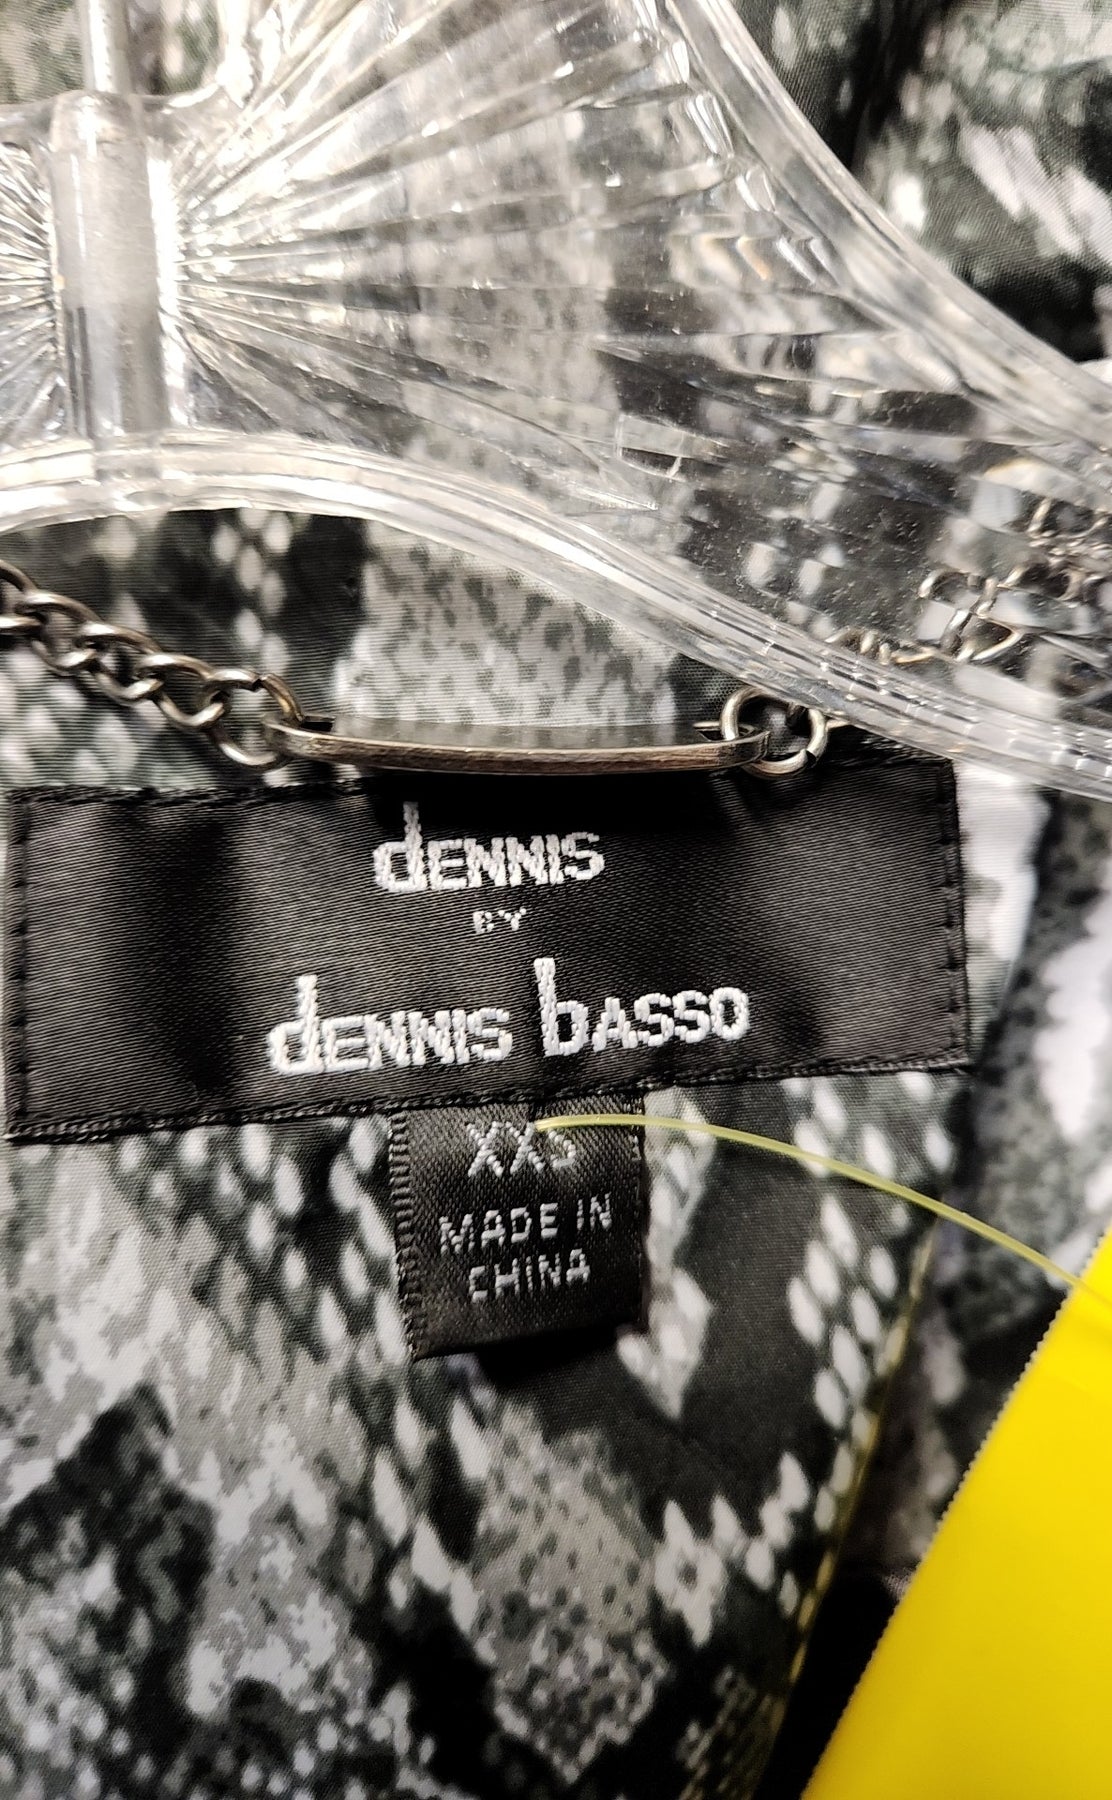 dENNIS
BY
dENNIS bASSO
XXS
MADE IN
CHINA